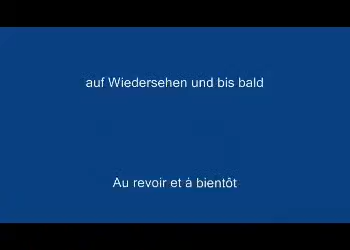 auf Wiedersehen und bis bald
Au revoir et à bientôt